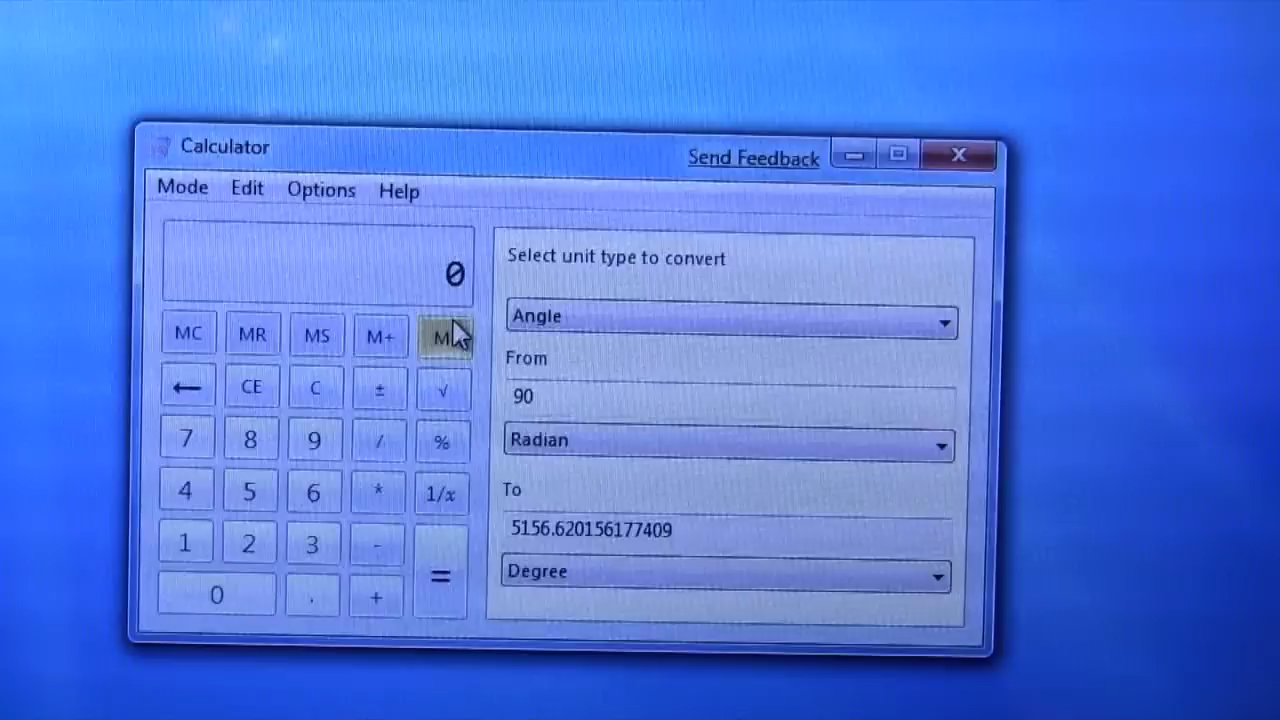 Calculator
Send Feedback
Mode Edit Options Help
0
MC MR MS M+
← CE C ± √
7 8 9 / %
4 5 6 * 1/x
1 2 3 - =
0 . +
Select unit type to convert
Angle
From
90
Radian
To
5156.620156177409
Degree